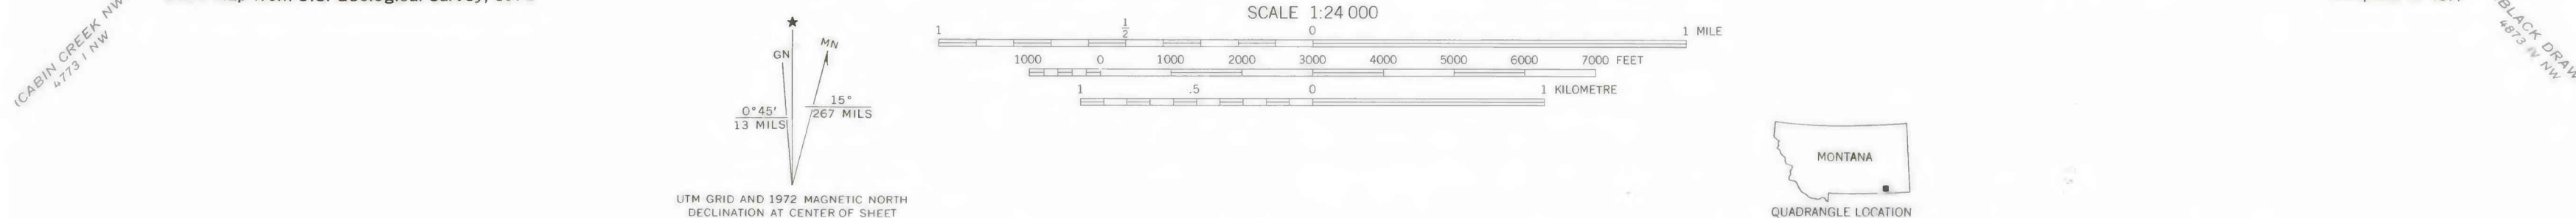 (CABIN CREEK NW)
4773 I NW
GN
MN
0°45'
13 MILS
15°
267 MILS
UTM GRID AND 1972 MAGNETIC NORTH
DECLINATION AT CENTER OF SHEET
SCALE 1:24 000
1 1/2 0 1 MILE
1000 0 1000 2000 3000 4000 5000 6000 7000 FEET
1 .5 0 1 KILOMETRE
MONTANA
QUADRANGLE LOCATION
BLACK DRAW
4873 IV NW